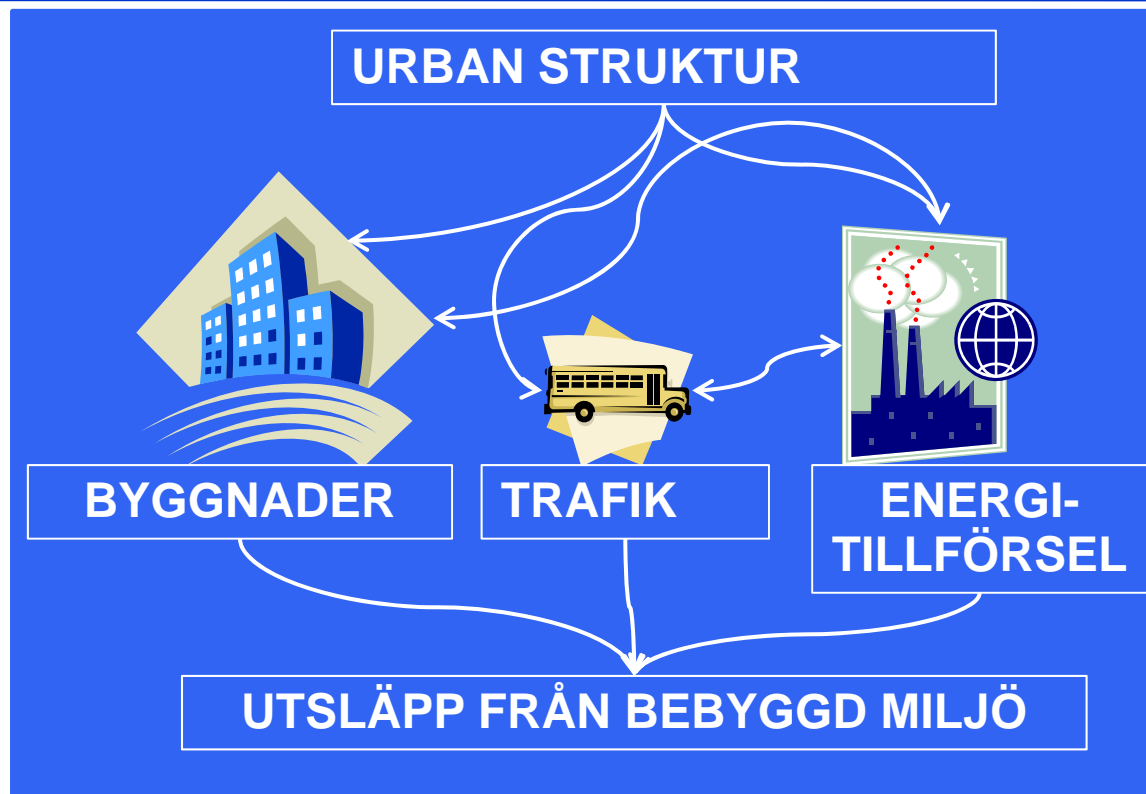 URBAN STRUKTUR
BYGGNADER
TRAFIK
ENERGI-
TILLFÖRSEL
UTSLÄPP FRÅN BEBYGGD MILJÖ